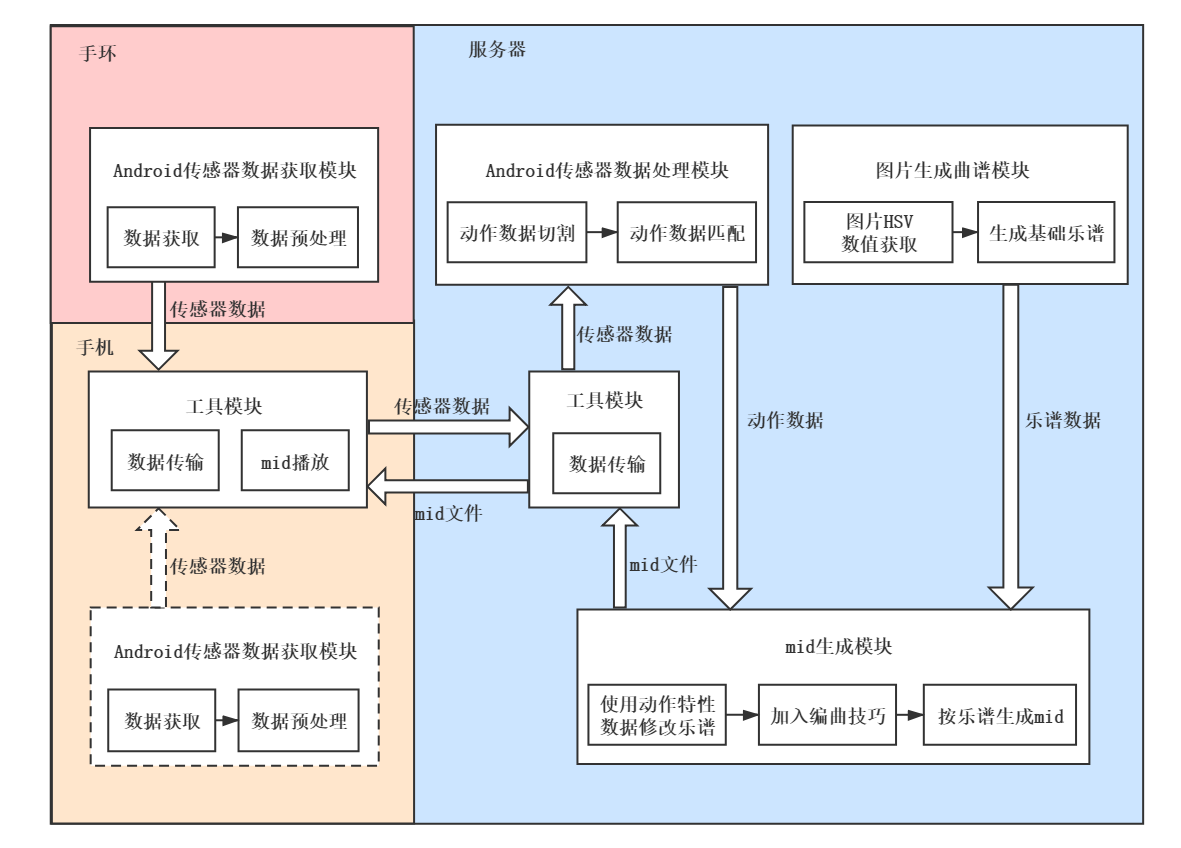 手环
Android传感器数据获取模块
数据获取
数据预处理
传感器数据
手机
工具模块
数据传输
mid播放
传感器数据
Android传感器数据获取模块
数据获取
数据预处理
传感器数据
mid文件
服务器
Android传感器数据处理模块
动作数据切割
动作数据匹配
图片生成曲谱模块
图片HSV
数值获取
生成基础乐谱
传感器数据
工具模块
数据传输
动作数据
乐谱数据
mid文件
mid生成模块
使用动作特性
数据修改乐谱
加入编曲技巧
按乐谱生成mid